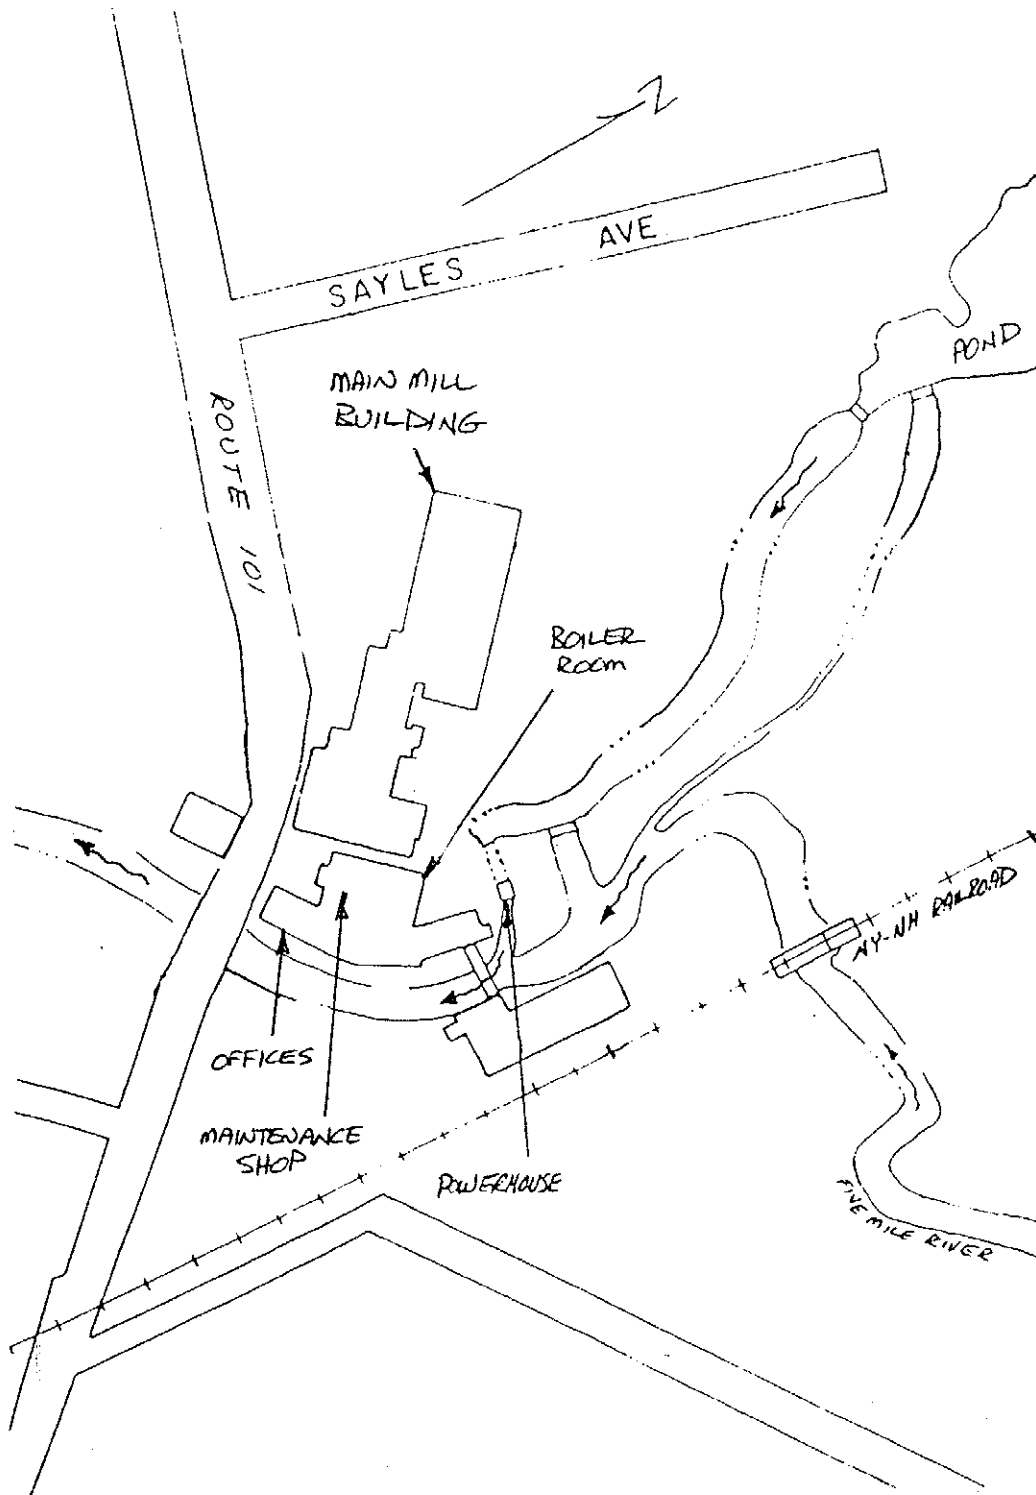 N
SAYLES AVE
POND
MAIN MILL
BUILDING
ROUTE 101
BOILER
ROOM
NY-NH RAILROAD
OFFICES
MAINTENANCE
SHOP
POWERHOUSE
FIVE MILE RIVER